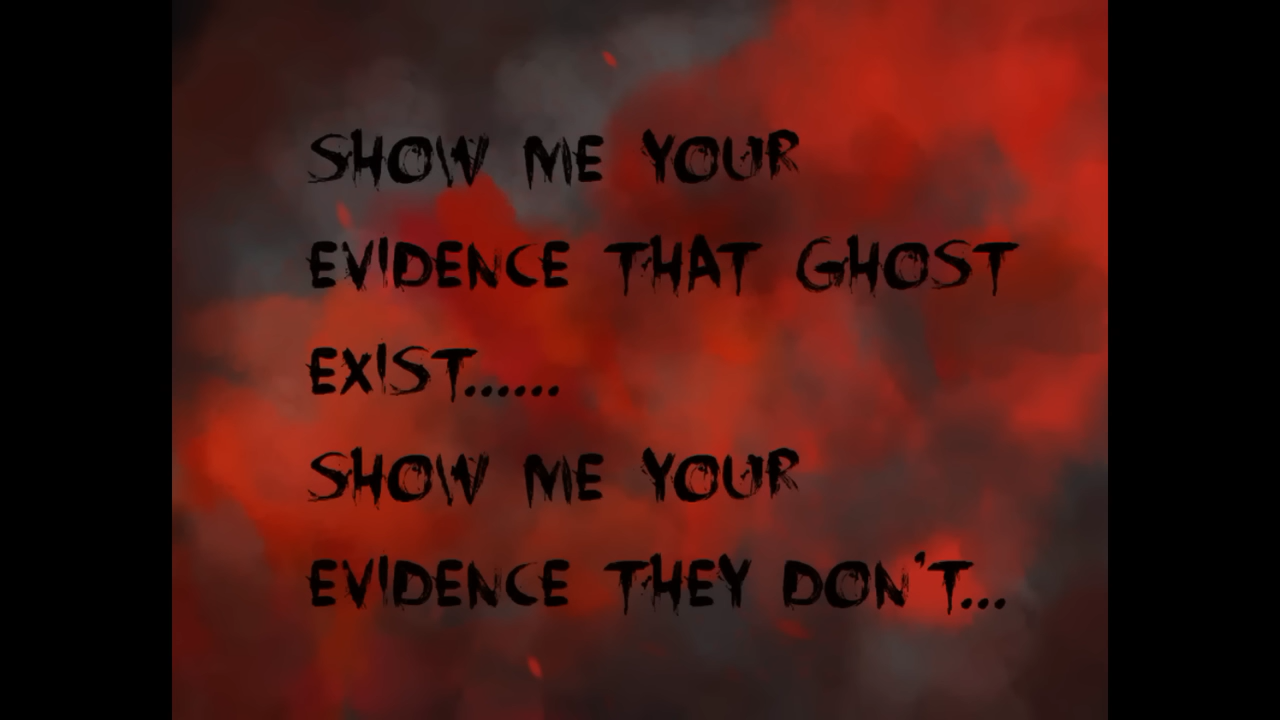 SHOW ME YOUR
EVIDENCE THAT GHOST
EXIST......
SHOW ME YOUR
EVIDENCE THEY DON'T...